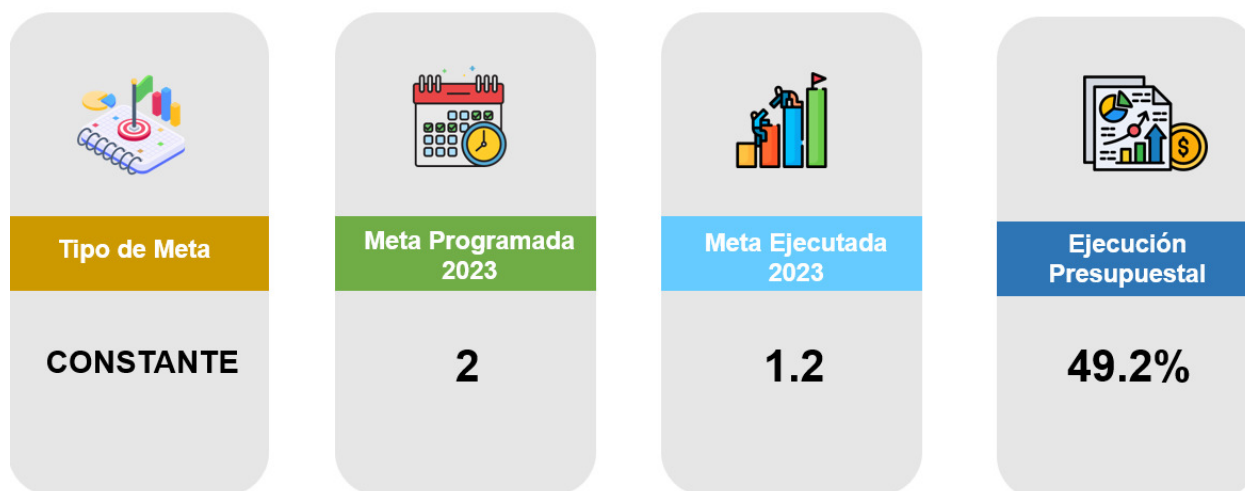 Tipo de Meta
CONSTANTE
Meta Programada
2023
2
Meta Ejecutada
2023
1.2
Ejecución
Presupuestal
49.2%